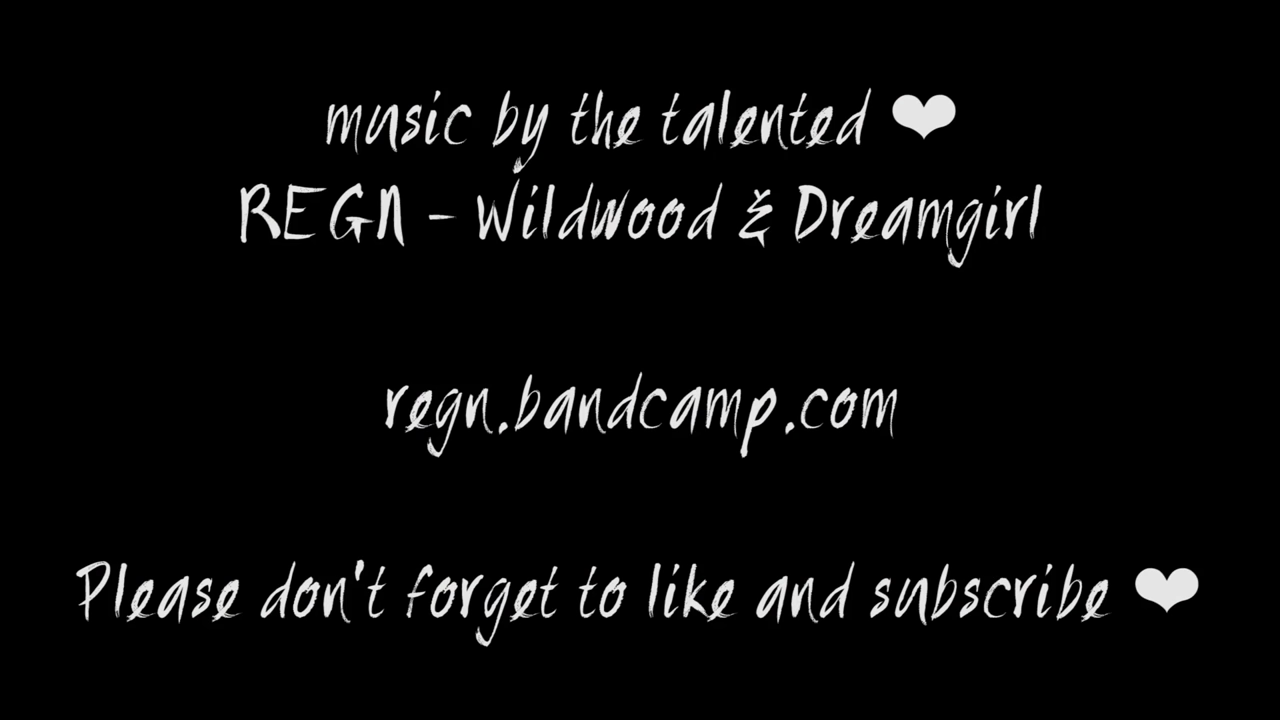 music by the talented ❤
REGN - Wildwood & Dreamgirl
regn.bandcamp.com
Please don't forget to like and subscribe ❤